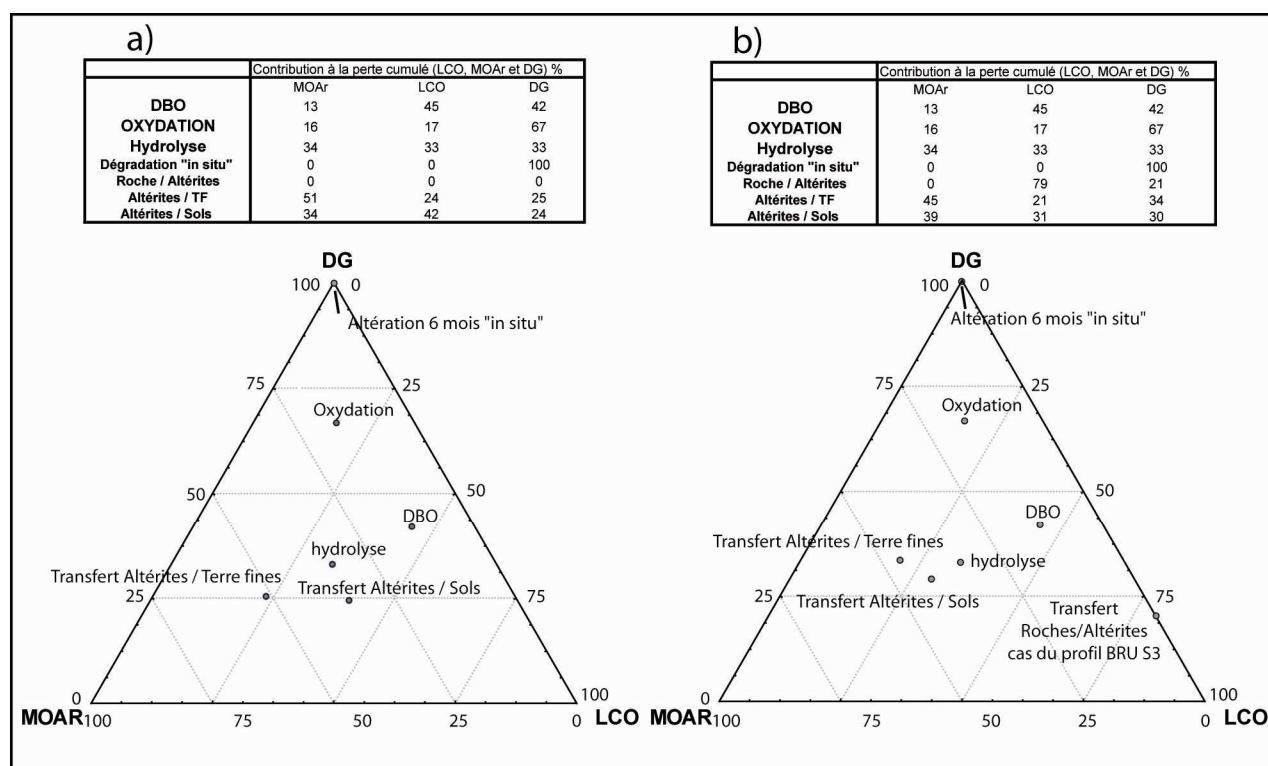 a)
Contribution à la perte cumulé (LCO, MOAr et DG) %
MOAr LCO DG
DBO 13 45 42
OXYDATION 16 17 67
Hydrolyse 34 33 33
Dégradation "in situ" 0 0 100
Roche / Altérites 0 0 0
Altérites / TF 51 24 25
Altérites / Sols 34 42 24
DG
100 0
Altération 6 mois "in situ"
75 25
Oxydation
50 50
DBO
hydrolyse
Transfert Altérites / Terre fines
Transfert Altérites / Sols
25 75
0 100
MOAR 100 75 50 25 0 LCO
b)
Contribution à la perte cumulé (LCO, MOAr et DG) %
MOAr LCO DG
DBO 13 45 42
OXYDATION 16 17 67
Hydrolyse 34 33 33
Dégradation "in situ" 0 0 100
Roche / Altérites 0 79 21
Altérites / TF 45 21 34
Altérites / Sols 39 31 30
DG
100 0
Altération 6 mois "in situ"
75 25
Oxydation
50 50
DBO
Transfert Altérites / Terre fines
hydrolyse
Transfert Altérites / Sols
25 75
Transfert
Roches/Altérites
cas du profil BRU S3
0 100
MOAR 100 75 50 25 0 LCO